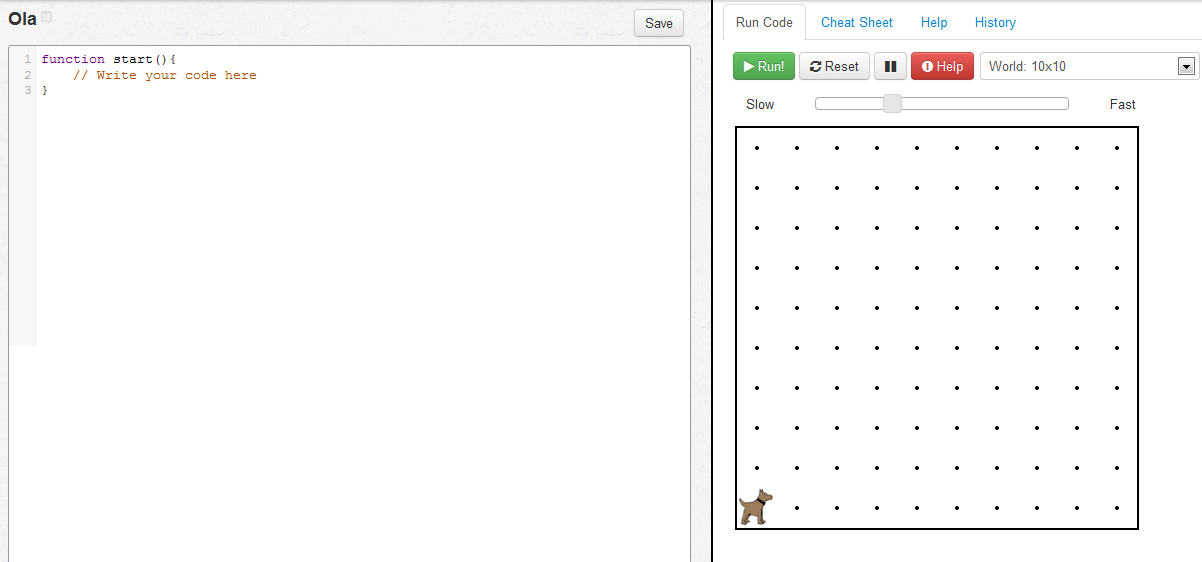 Ola
Save
1 function start(){
2 // Write your code here
3 }
Run Code Cheat Sheet Help History
Run! Reset Help World: 10x10
Slow Fast